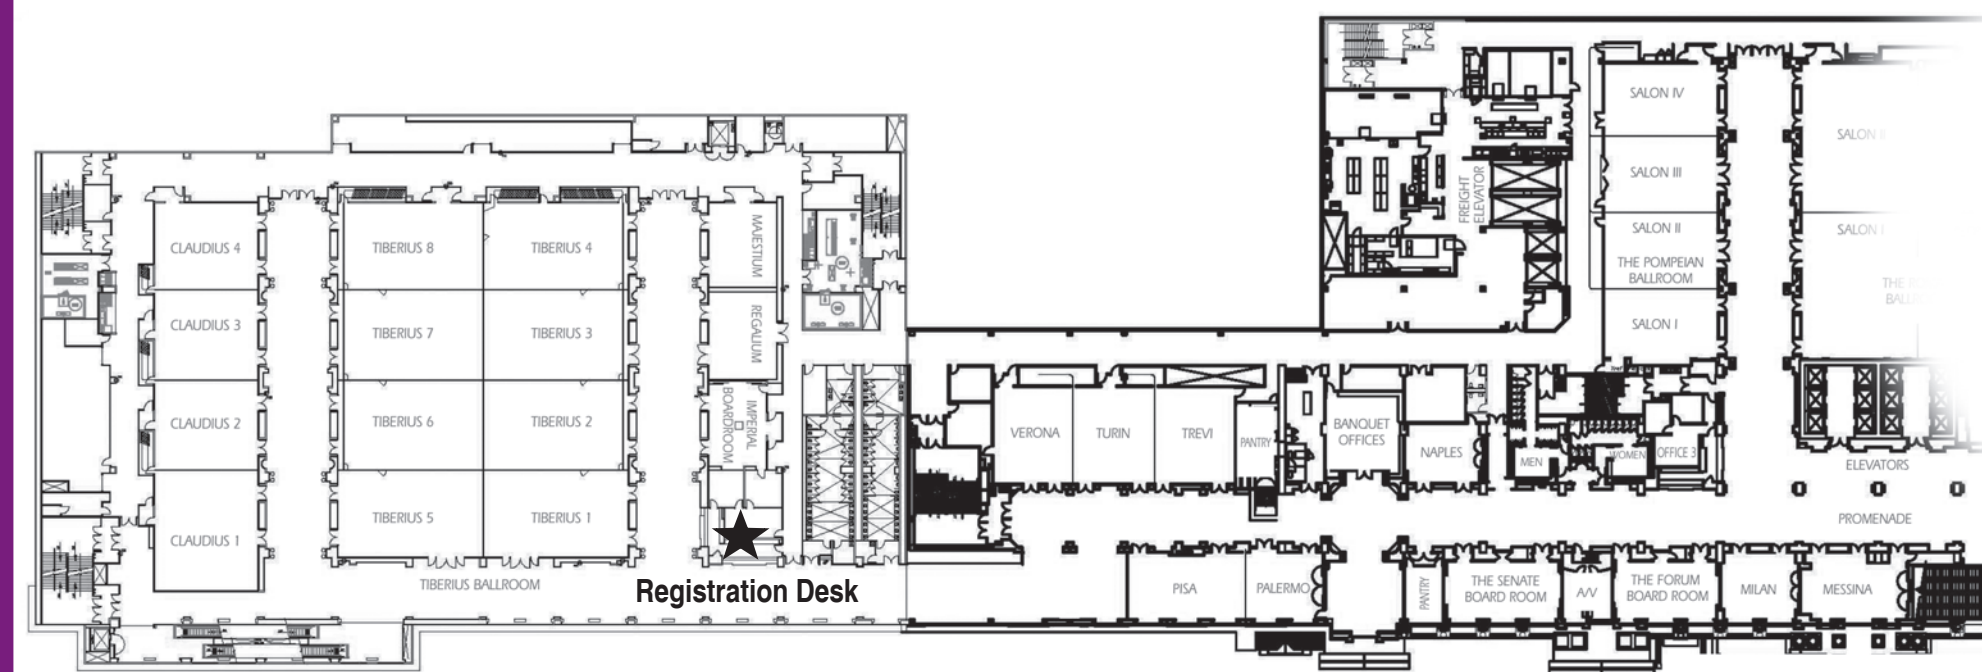 CLAUDIUS 4
CLAUDIUS 3
CLAUDIUS 2
CLAUDIUS 1
TIBERIUS 8
TIBERIUS 4
TIBERIUS 7
TIBERIUS 3
TIBERIUS 6
TIBERIUS 2
TIBERIUS 5
TIBERIUS 1
TIBERIUS BALLROOM
MAJESTIUM
REGALIUM
IMPERIAL
BOARDROOM
Registration Desk
VERONA
TURIN
TREVI
PANTRY
BANQUET
OFFICES
NAPLES
MEN
WOMEN
OFFICE 3
PISA
PALERMO
PANTRY
THE SENATE
BOARD ROOM
A/V
THE FORUM
BOARD ROOM
MILAN
MESSINA
FREIGHT
ELEVATOR
SALON IV
SALON III
SALON II
THE POMPEIAN
BALLROOM
SALON I
SALON
SALON
THE
ELEVATORS
PROMENADE